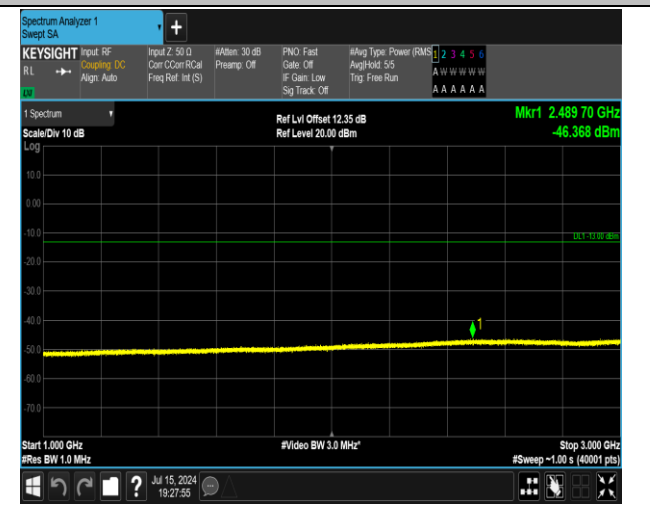 Spectrum Analyzer 1
Swept SA
+
KEYSIGHT Input: RF Input Z: 50 Ω #Atten: 30 dB PNO: Fast #Avg Type: Power (RMS 1 2 3 4 5 6
RL Coupling: DC Corr CCorr RCal Preamp: Off Gate: Off Avg|Hold: 5/5 A W W W W W
Align: Auto Freq Ref: Int (S) IF Gain: Low Trig: Free Run
Sig Track: Off A A A A A A
1 Spectrum Ref Lvl Offset 12.35 dB Mkr1 2.489 70 GHz
Scale/Div 10 dB Ref Level 20.00 dBm -46.368 dBm
Log
10.0
0.00
-10.0
DL1 -13.00 dBm
-20.0
-30.0
-40.0
1
-50.0
-60.0
-70.0
Start 1.000 GHz #Video BW 3.0 MHz* Stop 3.000 GHz
#Res BW 1.0 MHz #Sweep ~1.00 s (40001 pts)
? Jul 15, 2024
19:27:55